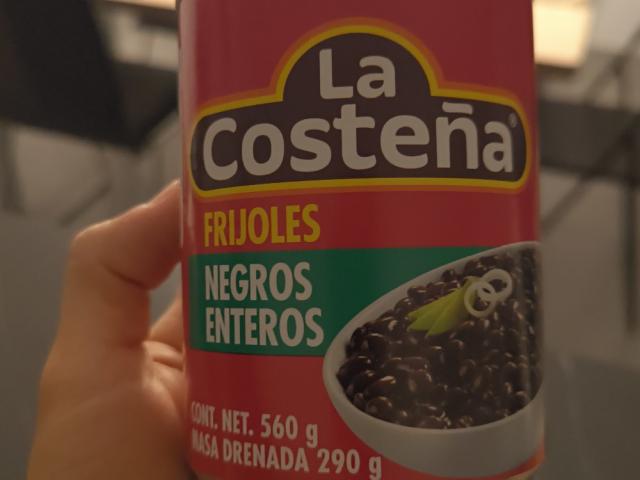 La
Costeña®
FRIJOLES
NEGROS
ENTEROS
CONT. NET. 560 g
MASA DRENADA 290 g